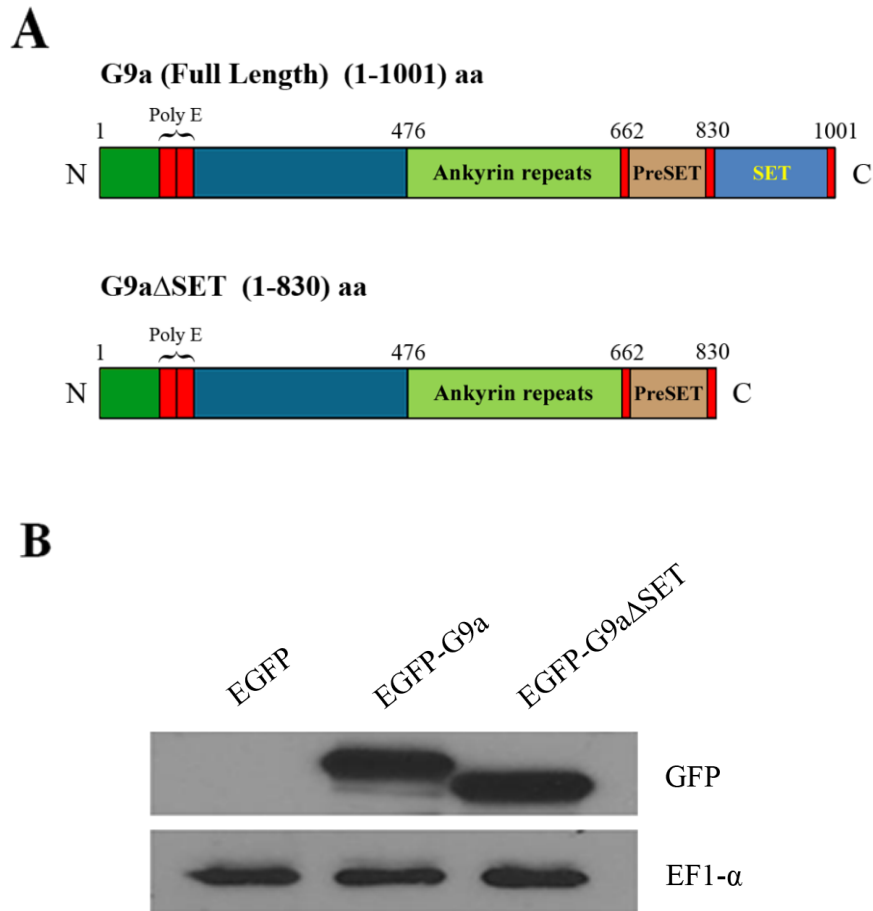 A
G9a (Full Length) (1-1001) aa
Poly E
1 476 662 830 1001
N Ankyrin repeats PreSET SET C
G9aΔSET (1-830) aa
Poly E
1 476 662 830
N Ankyrin repeats PreSET C
B
EGFP EGFP-G9a EGFP-G9aΔSET
GFP
EF1-α